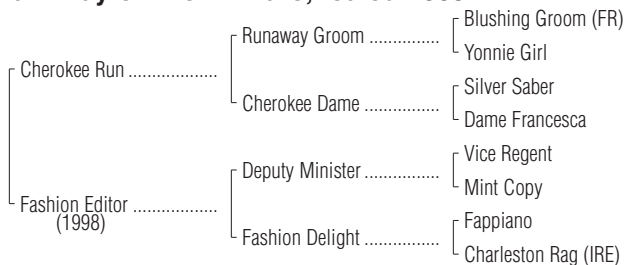 Blushing Groom (FR)
Runaway Groom ................
Yonnie Girl
Cherokee Run ..................
Silver Saber
Cherokee Dame ................
Dame Francesca
Vice Regent
Deputy Minister ................
Mint Copy
Fashion Editor ..................
(1998)
Fappiano
Fashion Delight ................
Charleston Rag (IRE)